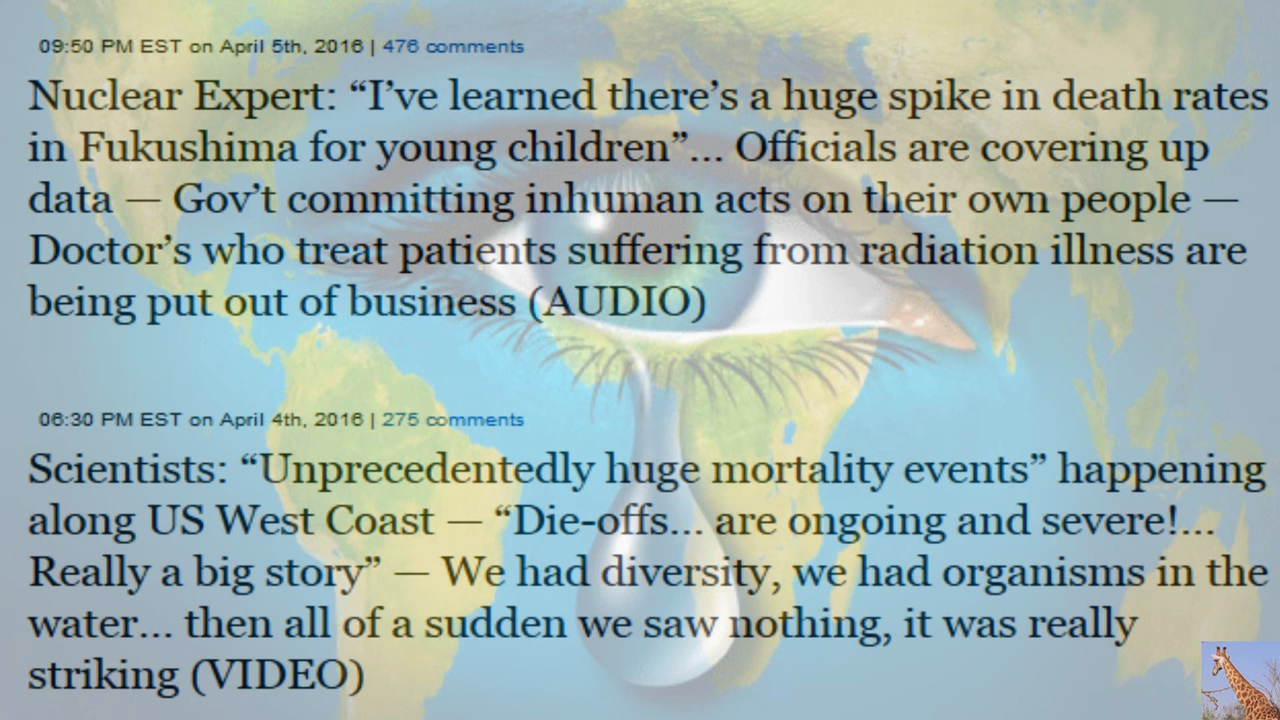 09:50 PM EST on April 5th, 2016 | 476 comments
Nuclear Expert: “I’ve learned there’s a huge spike in death rates
in Fukushima for young children”... Officials are covering up
data — Gov’t committing inhuman acts on their own people —
Doctor’s who treat patients suffering from radiation illness are
being put out of business (AUDIO)
06:30 PM EST on April 4th, 2016 | 275 comments
Scientists: “Unprecedentedly huge mortality events” happening
along US West Coast — “Die-offs... are ongoing and severe!...
Really a big story” — We had diversity, we had organisms in the
water... then all of a sudden we saw nothing, it was really
striking (VIDEO)